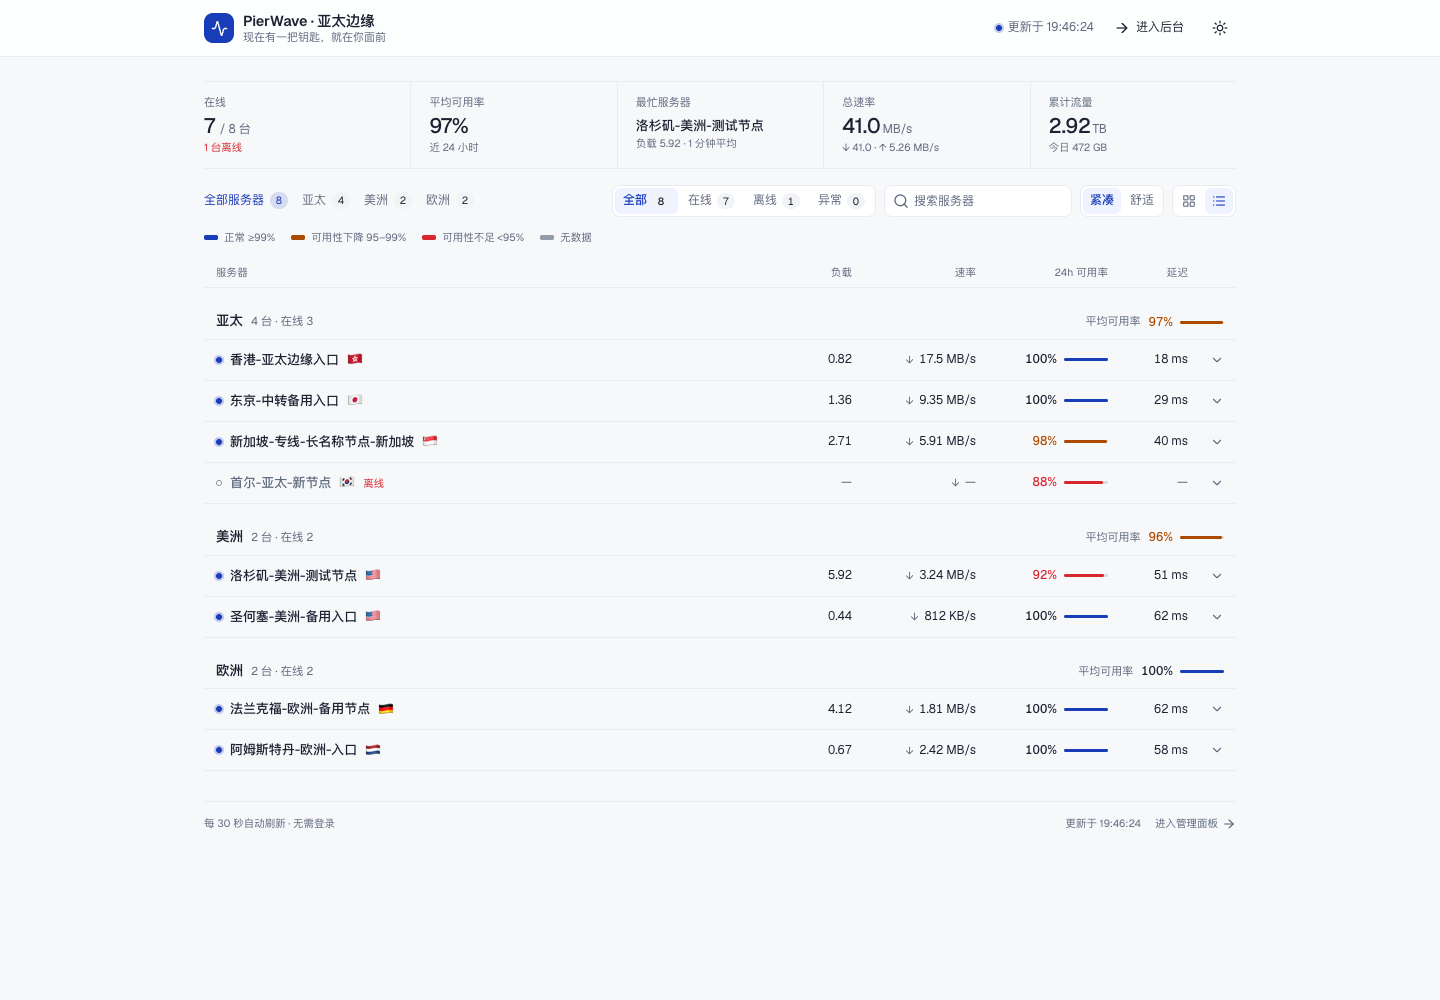 PierWave · 亚太边缘
现在有一把钥匙，就在你面前
更新于 19:46:24
进入后台
在线
7 / 8 台
1 台离线
平均可用率
97%
近 24 小时
最忙服务器
洛杉矶-美洲-测试节点
负载 5.92 · 1 分钟平均
总速率
41.0 MB/s
↓ 41.0 · ↑ 5.26 MB/s
累计流量
2.92 TB
今日 472 GB
全部服务器 8 亚太 4 美洲 2 欧洲 2
全部 8 在线 7 离线 1 异常 0
搜索服务器
紧凑 舒适
正常 ≥99% 可用性下降 95–99% 可用性不足 <95% 无数据
服务器 负载 速率 24h 可用率 延迟
亚太 4 台 · 在线 3 平均可用率 97%
香港-亚太边缘入口 0.82 ↓ 17.5 MB/s 100% 18 ms
东京-中转备用入口 1.36 ↓ 9.35 MB/s 100% 29 ms
新加坡-专线-长名称节点-新加坡 2.71 ↓ 5.91 MB/s 98% 40 ms
首尔-亚太-新节点 离线 — ↓ — 88% —
美洲 2 台 · 在线 2 平均可用率 96%
洛杉矶-美洲-测试节点 5.92 ↓ 3.24 MB/s 92% 51 ms
圣何塞-美洲-备用入口 0.44 ↓ 812 KB/s 100% 62 ms
欧洲 2 台 · 在线 2 平均可用率 100%
法兰克福-欧洲-备用节点 4.12 ↓ 1.81 MB/s 100% 62 ms
阿姆斯特丹-欧洲-入口 0.67 ↓ 2.42 MB/s 100% 58 ms
每 30 秒自动刷新 · 无需登录
更新于 19:46:24 进入管理面板